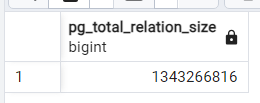 pg_total_relation_size
bigint
1 1343266816